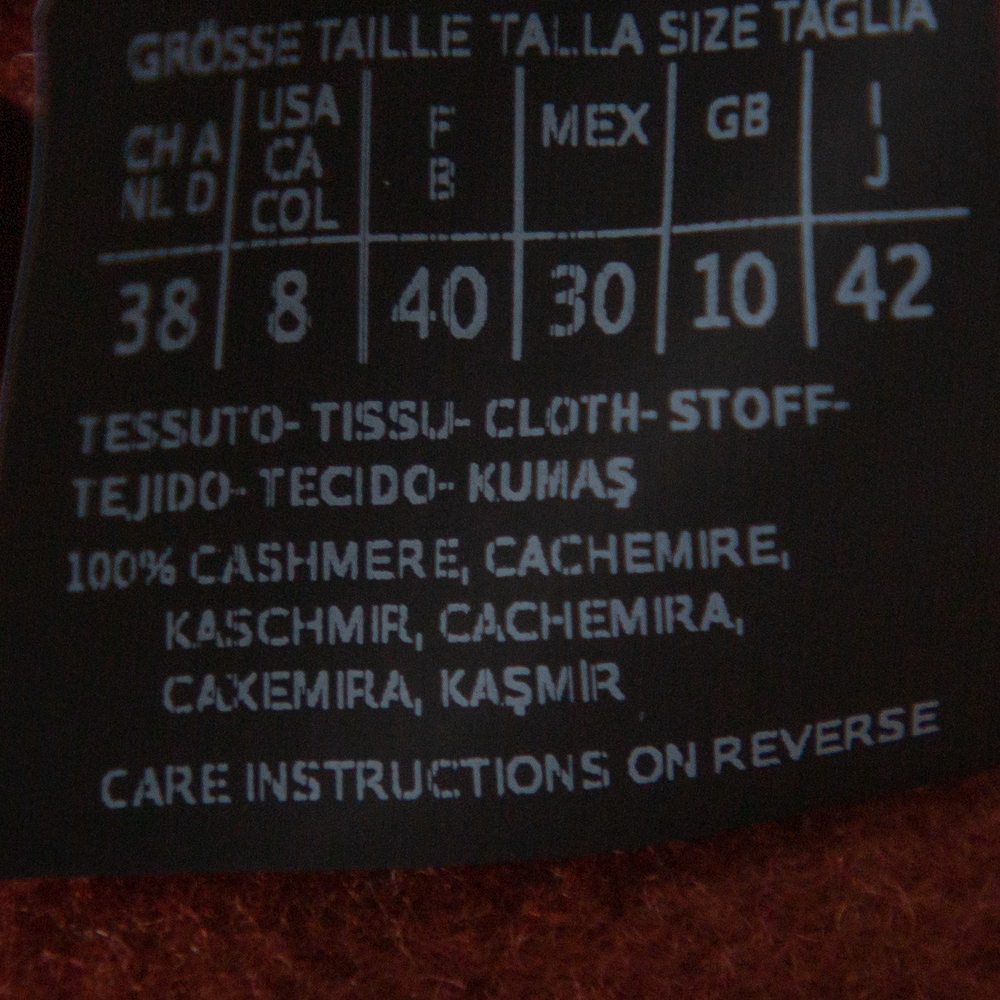 GRÖSSE TAILLE TALLA SIZE TAGLIA
CH A NL D USA CA COL F B MEX GB I J
38 8 40 30 10 42
TESSUTO- TISSU- CLOTH- STOFF-
TEJIDO- TECIDO- KUMAŞ
100% CASHMERE, CACHEMIRE,
KASCHMIR, CACHEMIRA,
CAXEMIRA, KAŞMİR
CARE INSTRUCTIONS ON REVERSE